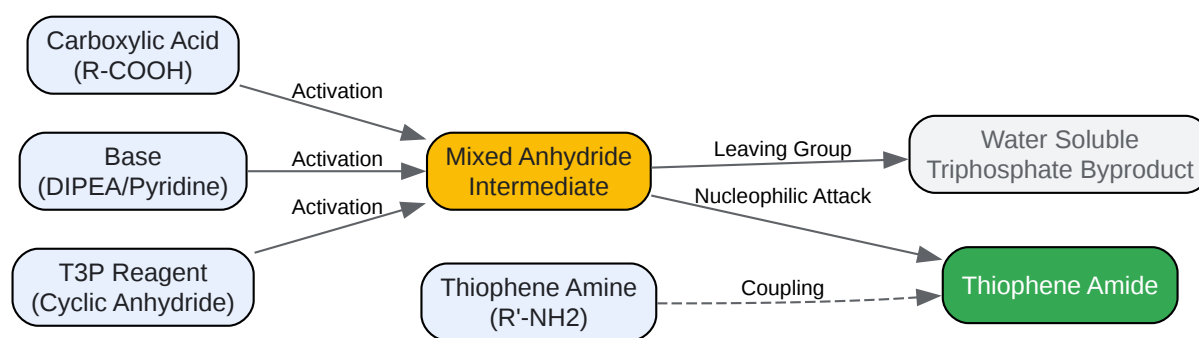 Carboxylic Acid
(R-COOH)
Activation
Base
(DIPEA/Pyridine)
Activation
Activation
T3P Reagent
(Cyclic Anhydride)
Mixed Anhydride
Intermediate
Leaving Group
Nucleophilic Attack
Water Soluble
Triphosphate Byproduct
Thiophene Amine
(R'-NH2)
Coupling
Thiophene Amide